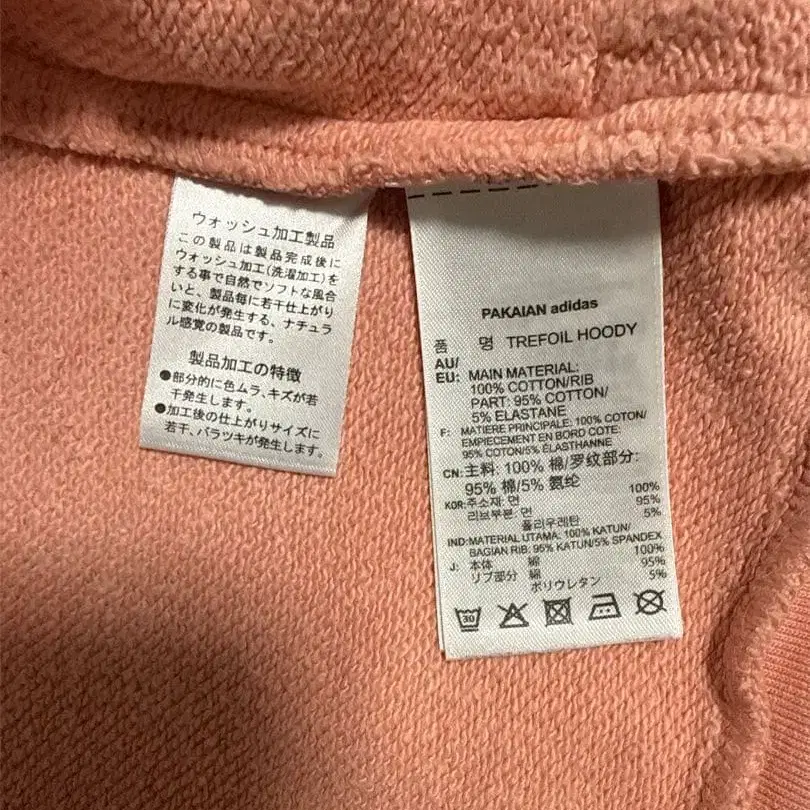 ウォッシュ加工製品
この製品は製品完成後に
ウォッシュ加工(洗濯加工)を
する事で自然でソフトな風合
いと、製品毎に若干仕上がり
に変化が発生する、ナチュラ
ル感覚の製品です。
製品加工の特徴
●部分的に色ムラ、キズが若
干発生します。
●加工後の仕上がりサイズに
若干、バラツキが発生します。
PAKAIAN adidas
품 명 TREFOIL HOODY
AU/
EU: MAIN MATERIAL:
100% COTTON/RIB
PART: 95% COTTON/
5% ELASTANE
F: MATIERE PRINCIPALE: 100% COTON/
EMPIECEMENT EN BORD COTE:
95% COTON/5% ELASTHANNE
CN: 主料: 100% 棉/罗纹部分:
95% 棉/5% 氨纶
KOR: 주소재: 면 100%
리브부분: 면 95%
폴리우레탄 5%
IND: MATERIAL UTAMA: 100% KATUN/
BAGIAN RIB: 95% KATUN/5% SPANDEX
J: 本体 綿 100%
リブ部分 綿 95%
ポリウレタン 5%
30